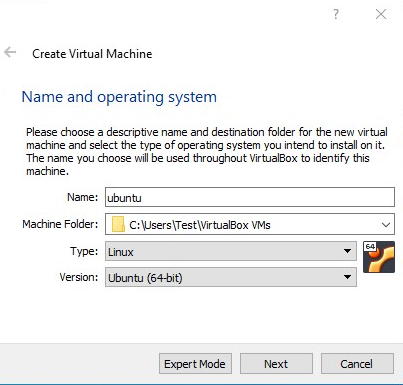 ?
Create Virtual Machine
Name and operating system
Please choose a descriptive name and destination folder for the new virtual
machine and select the type of operating system you intend to install on it.
The name you choose will be used throughout VirtualBox to identify this
machine.
Name: ubuntu
Machine Folder: C:\Users\Test\VirtualBox VMs
Type: Linux 64
Version: Ubuntu (64-bit)
Expert Mode Next Cancel